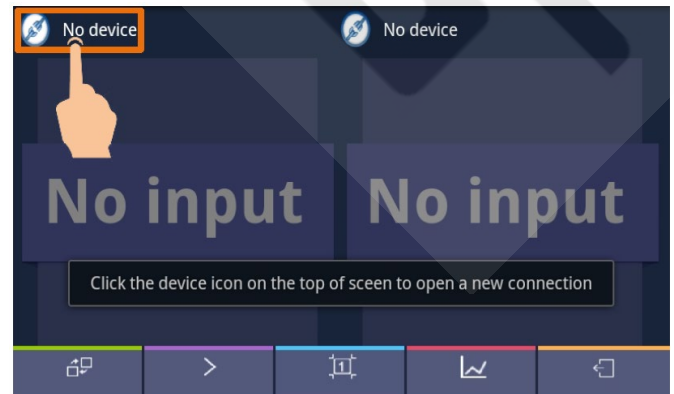 No device
No device
No input
No input
Click the device icon on the top of sceen to open a new connection
1